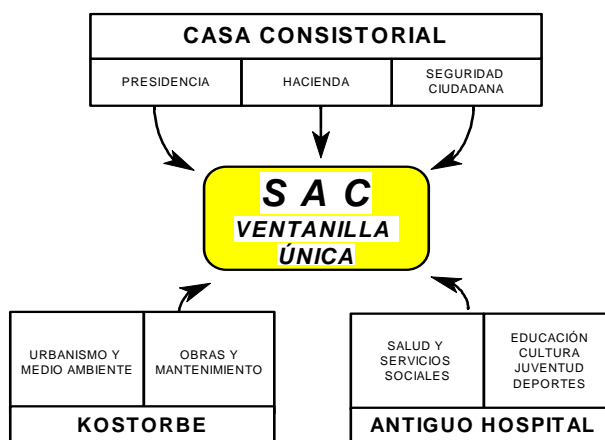 CASA CONSISTORIAL
PRESIDENCIA
HACIENDA
SEGURIDAD
CIUDADANA
S A C
VENTANILLA
ÚNICA
URBANISMO Y
MEDIO AMBIENTE
OBRAS Y
MANTENIMIENTO
KOSTORBE
SALUD Y
SERVICIOS
SOCIALES
EDUCACIÓN
CULTURA
JUVENTUD
DEPORTES
ANTIGUO HOSPITAL